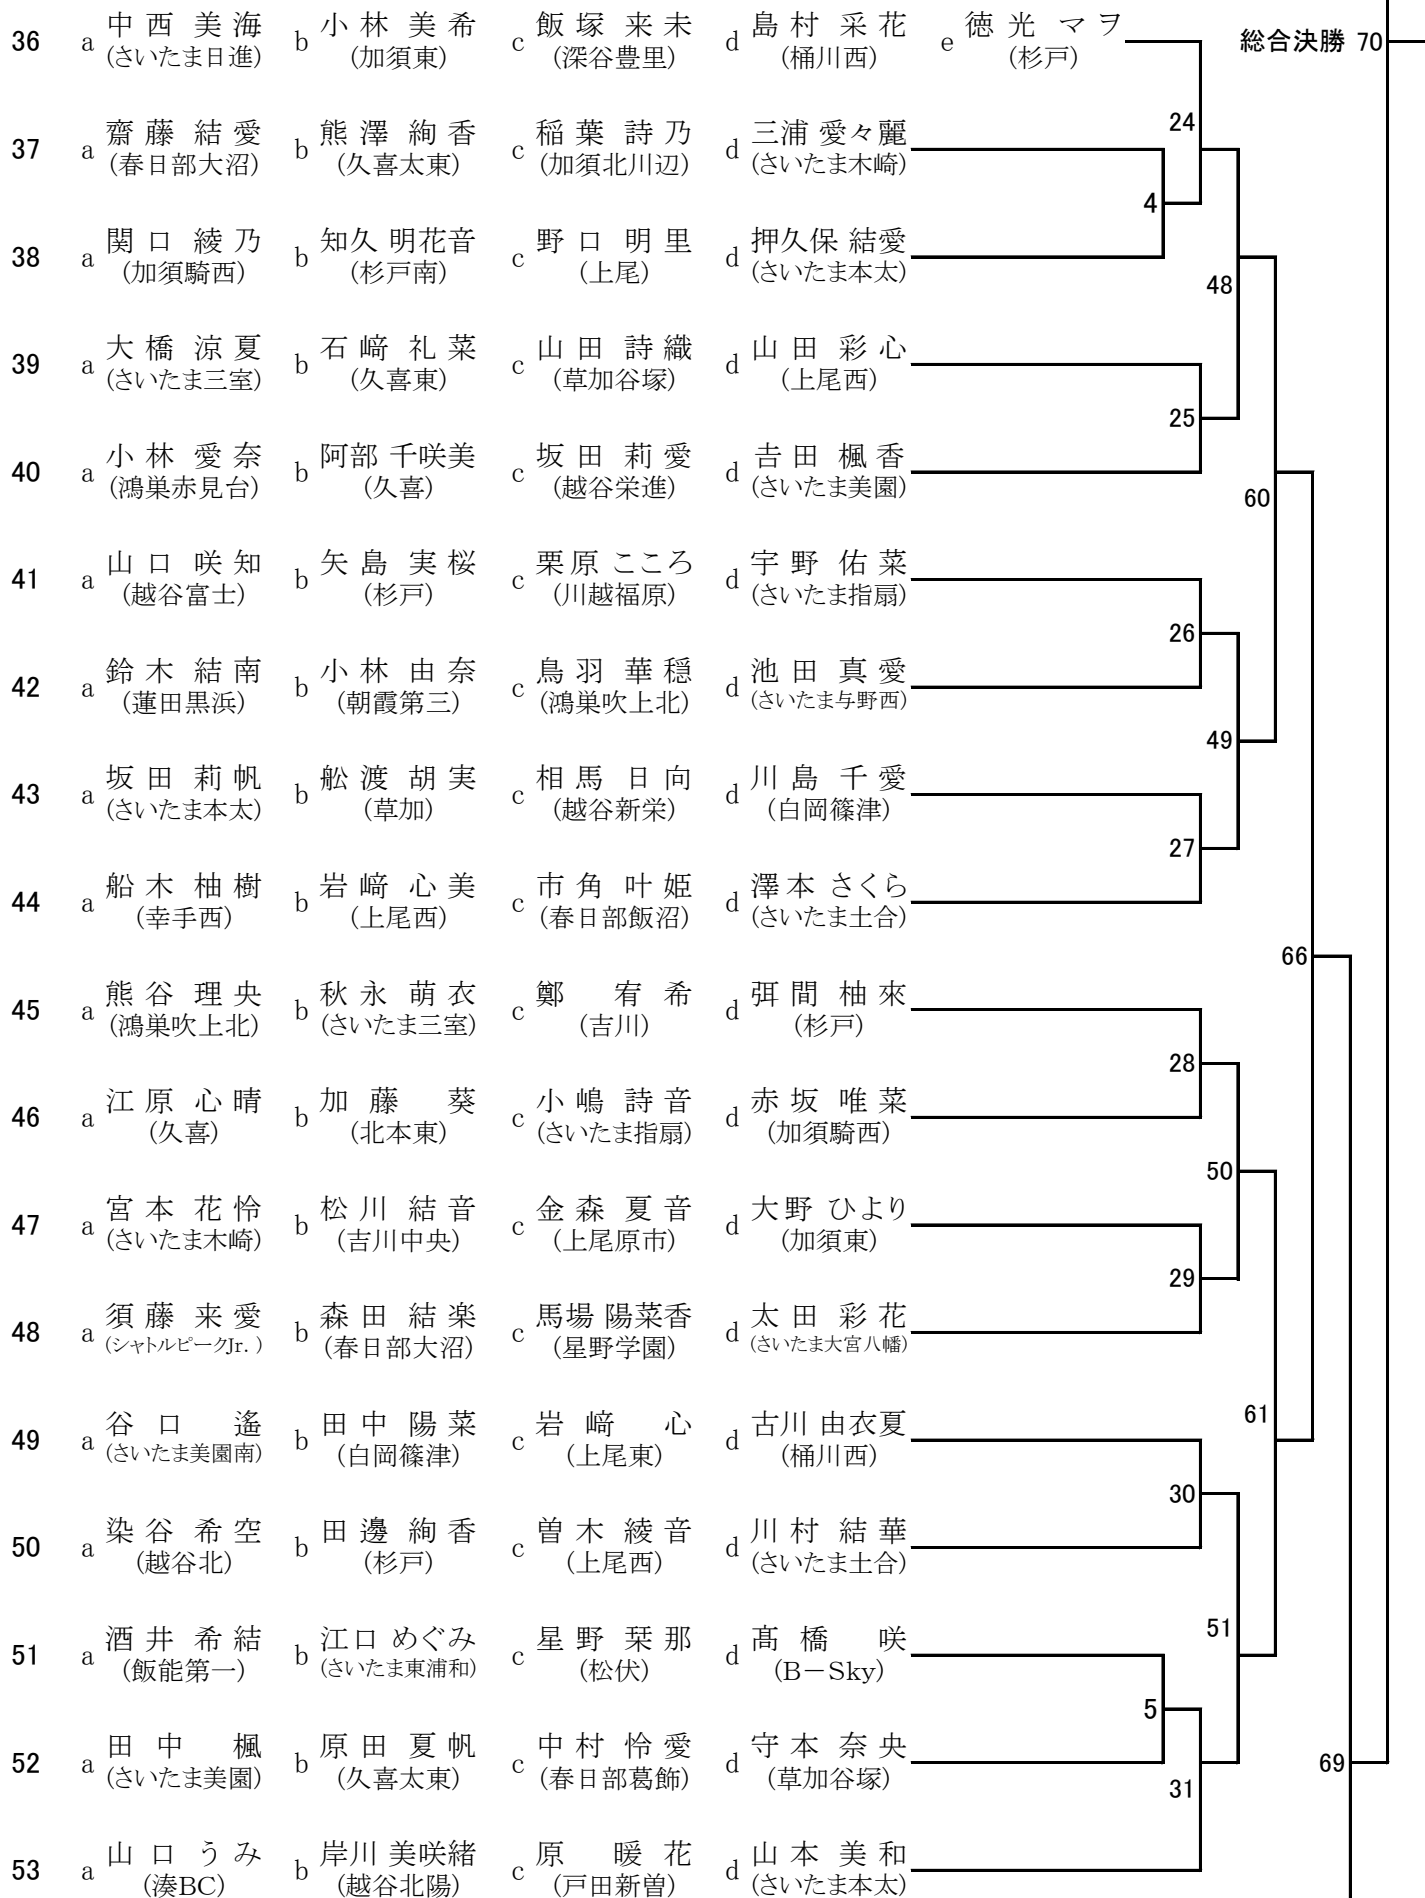 36 a 中西美海 b 小林美希 c 飯塚来未 d 島村采花 e 徳光マヲ 総合決勝 70
(さいたま日進) (加須東) (深谷豊里) (桶川西) (杉戸)
24
37 a 齋藤結愛 b 熊澤絢香 c 稲葉詩乃 d 三浦愛々麗
(春日部大沼) (久喜太東) (加須北川辺) (さいたま木崎)
4
38 a 関口綾乃 b 知久明花音 c 野口明里 d 押久保結愛
(加須騎西) (杉戸南) (上尾) (さいたま本太)
48
39 a 大橋涼夏 b 石﨑礼菜 c 山田詩織 d 山田彩心
(さいたま三室) (久喜東) (草加谷塚) (上尾西)
25
40 a 小林愛奈 b 阿部千咲美 c 坂田莉愛 d 𠮷田楓香
(鴻巣赤見台) (久喜) (越谷栄進) (さいたま美園)
60
41 a 山口咲知 b 矢島実桜 c 栗原こころ d 宇野佑菜
(越谷富士) (杉戸) (川越福原) (さいたま指扇)
26
42 a 鈴木結南 b 小林由奈 c 鳥羽華穏 d 池田真愛
(蓮田黒浜) (朝霞第三) (鴻巣吹上北) (さいたま与野西)
49
43 a 坂田莉帆 b 舩渡胡実 c 相馬日向 d 川島千愛
(さいたま本太) (草加) (越谷新栄) (白岡篠津)
27
44 a 船木柚樹 b 岩﨑心美 c 市角叶姫 d 澤本さくら
(幸手西) (上尾西) (春日部飯沼) (さいたま土合)
66
45 a 熊谷理央 b 秋永萌衣 c 鄭宥希 d 弭間柚來
(鴻巣吹上北) (さいたま三室) (吉川) (杉戸)
28
46 a 江原心晴 b 加藤葵 c 小嶋詩音 d 赤坂唯菜
(久喜) (北本東) (さいたま指扇) (加須騎西)
50
47 a 宮本花怜 b 松川結音 c 金森夏音 d 大野ひより
(さいたま木崎) (吉川中央) (上尾原市) (加須東)
29
48 a 須藤来愛 b 森田結楽 c 馬場陽菜香 d 太田彩花
(シャトルピークJr.) (春日部大沼) (星野学園) (さいたま大宮八幡)
61
49 a 谷口遙 b 田中陽菜 c 岩﨑心 d 古川由衣夏
(さいたま美園南) (白岡篠津) (上尾東) (桶川西)
30
50 a 染谷希空 b 田邊絢香 c 曽木綾音 d 川村結華
(越谷北) (杉戸) (上尾西) (さいたま土合)
51
51 a 酒井希結 b 江口めぐみ c 星野栞那 d 髙橋咲
(飯能第一) (さいたま東浦和) (松伏) (B－Sky)
5
52 a 田中楓 b 原田夏帆 c 中村怜愛 d 守本奈央 69
(さいたま美園) (久喜太東) (春日部葛飾) (草加谷塚)
31
53 a 山口うみ b 岸川美咲緒 c 原暖花 d 山本美和
(湊BC) (越谷北陽) (戸田新曽) (さいたま本太)